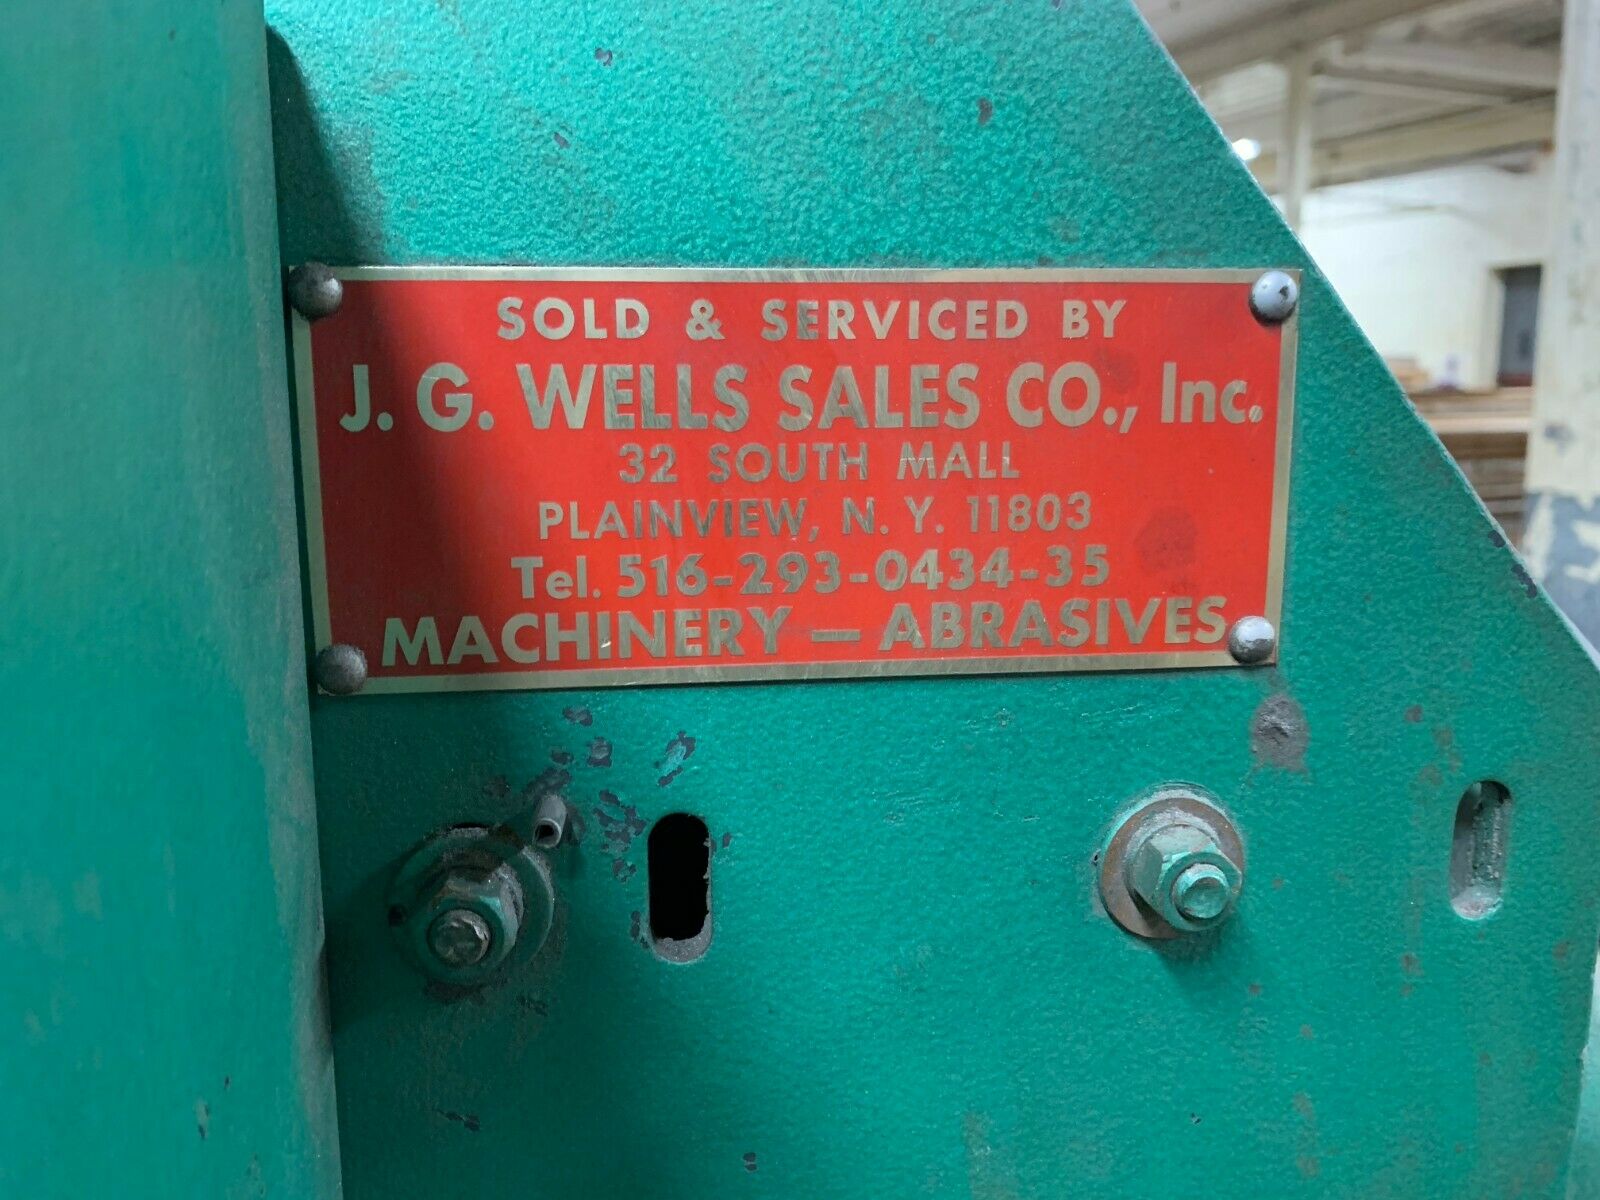 SOLD & SERVICED BY
J. G. WELLS SALES CO., Inc.
32 SOUTH MALL
PLAINVIEW, N. Y. 11803
Tel. 516-293-0434-35
MACHINERY — ABRASIVES